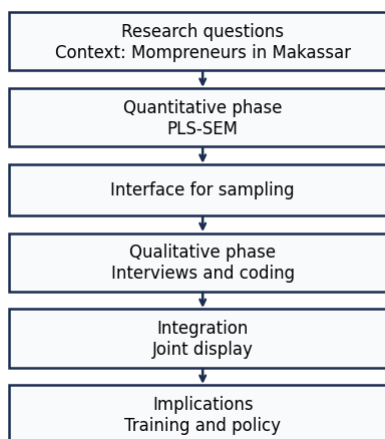 Research questions
Context: Mompreneurs in Makassar
Quantitative phase
PLS-SEM
Interface for sampling
Qualitative phase
Interviews and coding
Integration
Joint display
Implications
Training and policy